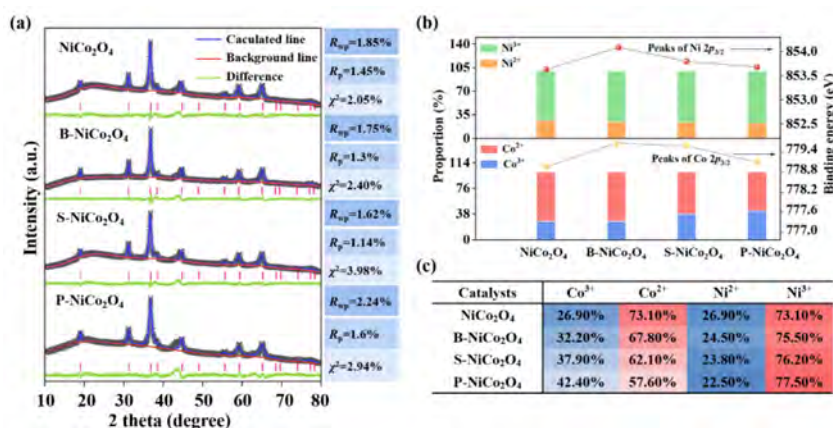 (a)
NiCo₂O₄
Caculated line
Background line
Difference
Rwp=1.85%
Rp=1.45%
χ²=2.05%
B-NiCo₂O₄
Rwp=1.75%
Rp=1.3%
χ²=2.40%
S-NiCo₂O₄
Rwp=1.62%
Rp=1.14%
χ²=3.98%
P-NiCo₂O₄
Rwp=2.24%
Rp=1.6%
χ²=2.94%
Intensity (a.u.)
10 20 30 40 50 60 70 80
2 theta (degree)
(b)
140
105
70
35
0
114
76
38
0
Proportion (%)
Ni³⁺
Ni²⁺
Peaks of Ni 2p3/2
854.0
853.5
853.0
852.5
Co²⁺
Co³⁺
Peaks of Co 2p3/2
779.4
778.8
778.2
777.6
777.0
Binding energy (eV)
NiCo₂O₄ B-NiCo₂O₄ S-NiCo₂O₄ P-NiCo₂O₄
(c)
Catalysts Co³⁺ Co²⁺ Ni²⁺ Ni³⁺
NiCo₂O₄ 26.90% 73.10% 26.90% 73.10%
B-NiCo₂O₄ 32.20% 67.80% 24.50% 75.50%
S-NiCo₂O₄ 37.90% 62.10% 23.80% 76.20%
P-NiCo₂O₄ 42.40% 57.60% 22.50% 77.50%